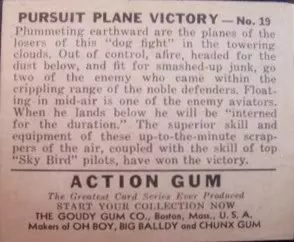 PURSUIT PLANE VICTORY — No. 19
Plummeting earthward are the planes of the
losers of this "dog fight" in the towering
clouds. Out of control, afire, headed for the
dust below, and fit for smashed-up junk, go
two of the enemy who came within the
crippling range of the noble defenders. Float-
ing in mid-air is one of the enemy aviators.
When he lands below he will be "interned
for the duration." The superior skill and
equipment of these up-to-the-minute scrap-
pers of the air, coupled with the skill of top
"Sky Bird" pilots, have won the victory.
ACTION GUM
The Greatest Card Series Ever Produced
START YOUR COLLECTION NOW
THE GOUDY GUM CO., Boston, Mass., U. S. A.
Makers of OH BOY, BIG BALLDY and CHUNX GUM